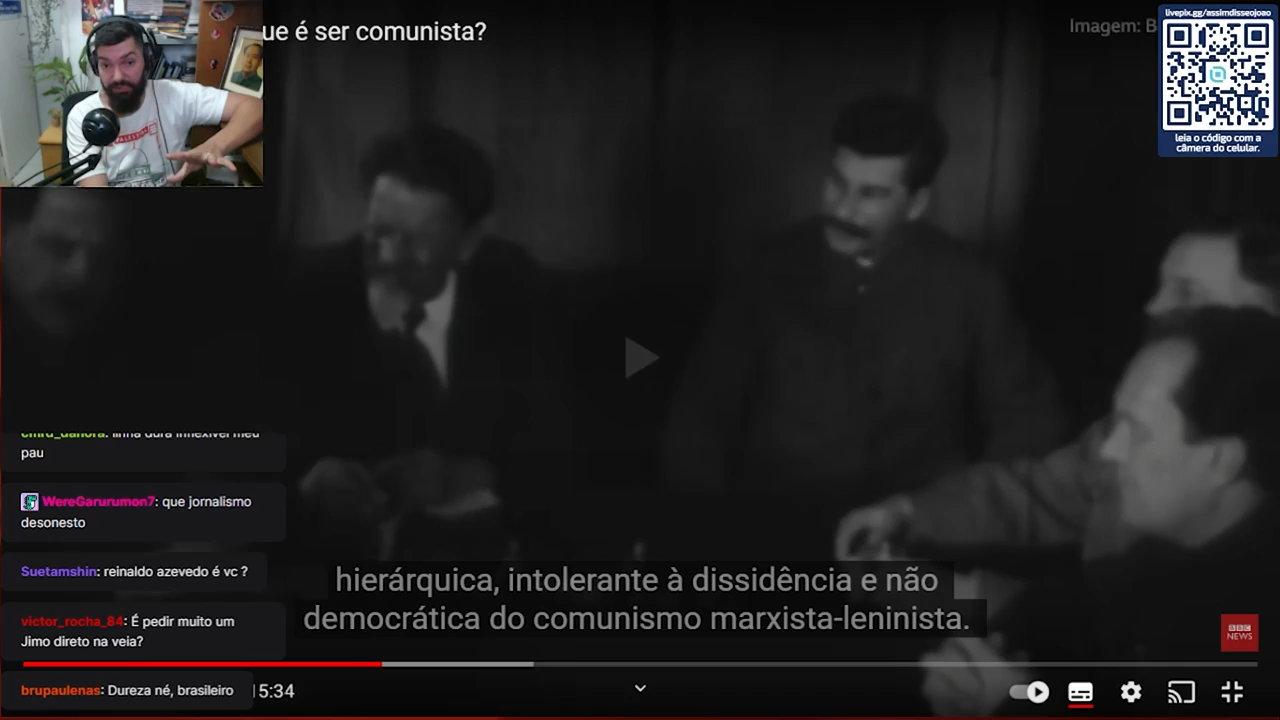 ue é ser comunista?
Imagem: B
livepix.gg/assimdisseojoao
leia o código com a
câmera do celular.
pau
WereGarurumon7: que jornalismo
desonesto
Suetamshin: reinaldo azevedo é vc ?
victor_rocha_84: É pedir muito um
Jimo direto na veia?
brupaulenas: Dureza né, brasileiro
hierárquica, intolerante à dissidência e não
democrática do comunismo marxista-leninista.
BBC
NEWS
15:34